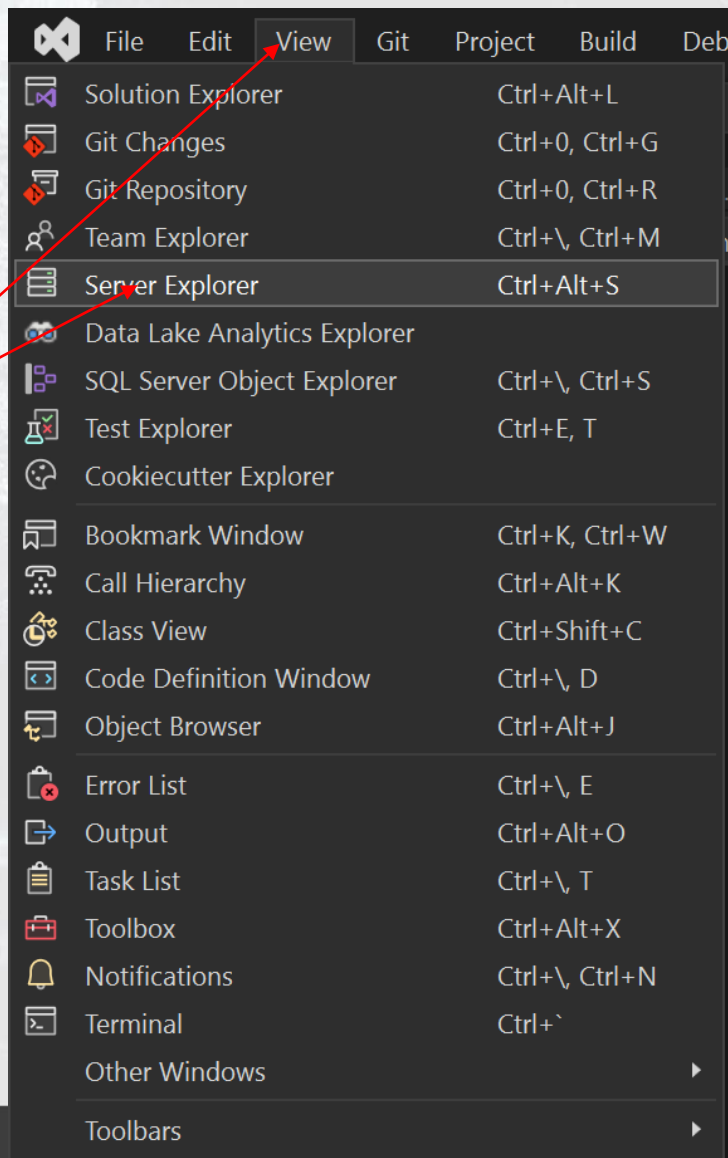 File Edit View Git Project Build Deb
Solution Explorer Ctrl+Alt+L
Git Changes Ctrl+0, Ctrl+G
Git Repository Ctrl+0, Ctrl+R
Team Explorer Ctrl+\, Ctrl+M
Server Explorer Ctrl+Alt+S
Data Lake Analytics Explorer
SQL Server Object Explorer Ctrl+\, Ctrl+S
Test Explorer Ctrl+E, T
Cookiecutter Explorer
Bookmark Window Ctrl+K, Ctrl+W
Call Hierarchy Ctrl+Alt+K
Class View Ctrl+Shift+C
Code Definition Window Ctrl+\, D
Object Browser Ctrl+Alt+J
Error List Ctrl+\, E
Output Ctrl+Alt+O
Task List Ctrl+\, T
Toolbox Ctrl+Alt+X
Notifications Ctrl+\, Ctrl+N
Terminal Ctrl+`
Other Windows
Toolbars